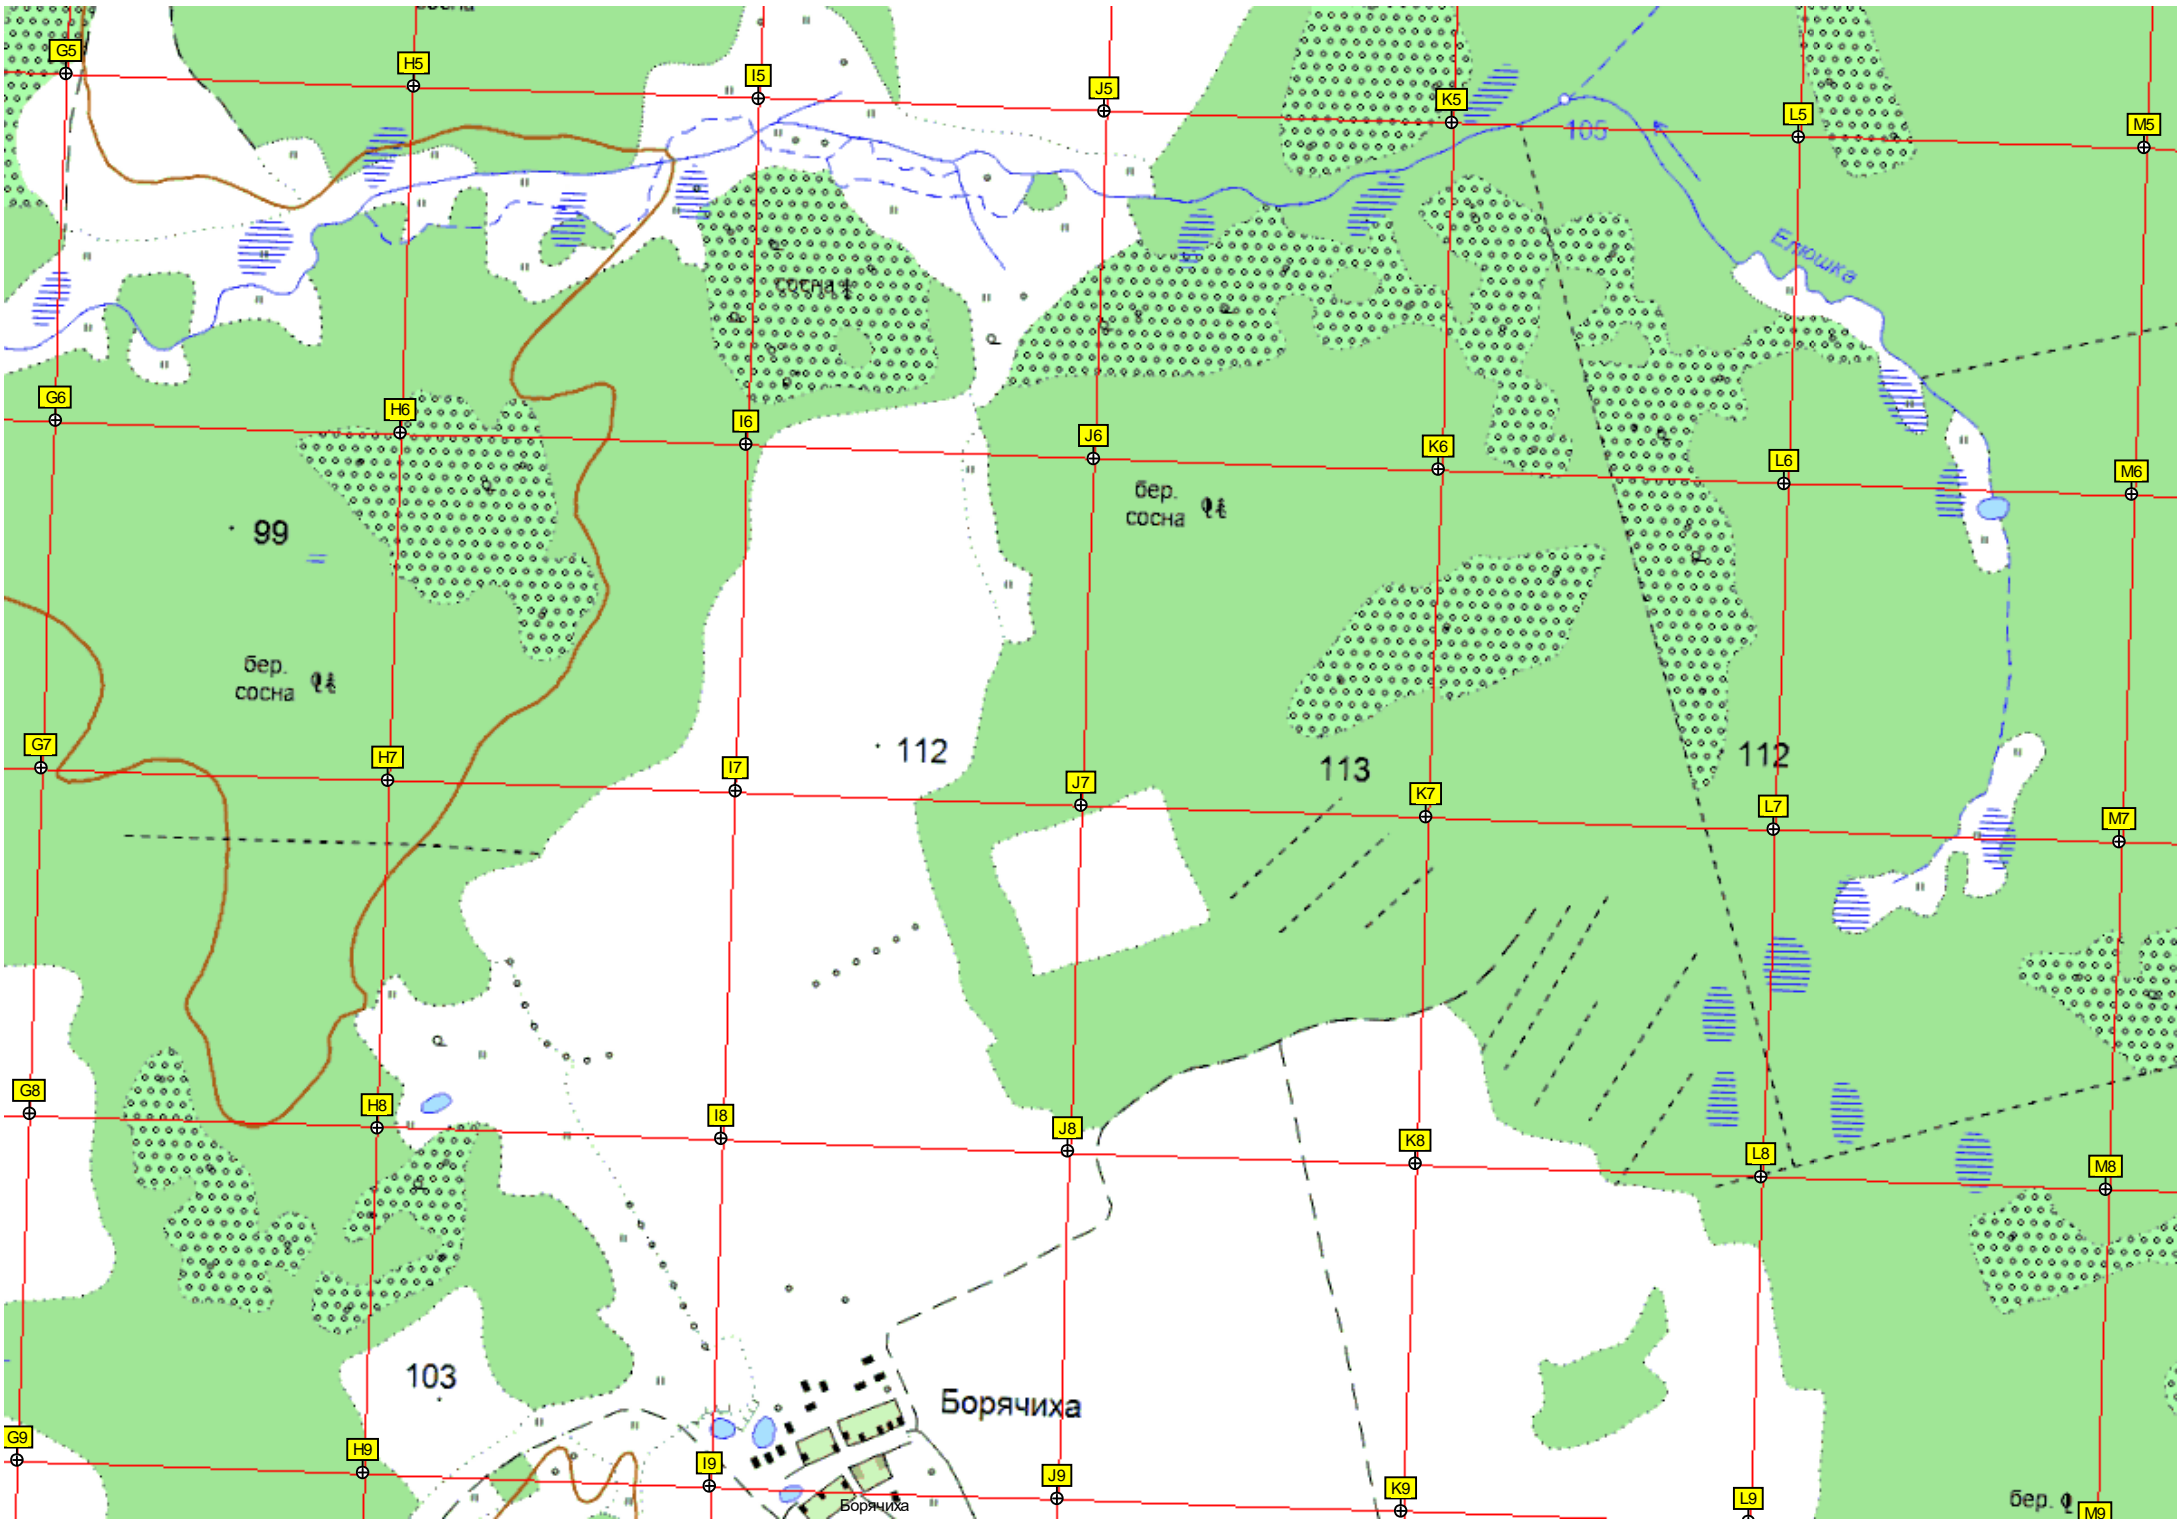 сосна
G5
H5
I5
J5
K5
L5
M5
105
Елюшка
сосна
G6
H6
I6
J6
K6
L6
M6
бер.
сосна
99
бер.
сосна
112
113
112
G7
H7
I7
J7
K7
L7
M7
G8
H8
I8
J8
K8
L8
M8
103
Борячиха
G9
H9
I9
J9
K9
L9
M9
бер.
Борячиха